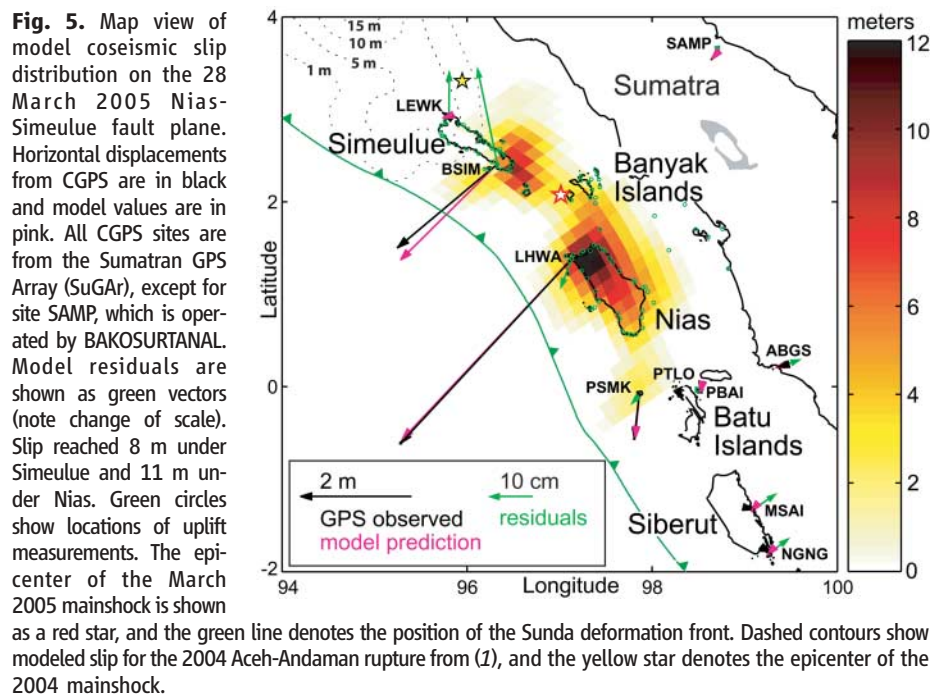 Fig. 5. Map view of
model coseismic slip
distribution on the 28
March 2005 Nias-
Simeulue fault plane.
Horizontal displacements
from CGPS are in black
and model values are in
pink. All CGPS sites are
from the Sumatran GPS
Array (SuGAr), except for
site SAMP, which is oper-
ated by BAKOSURTANAL.
Model residuals are
shown as green vectors
(note change of scale).
Slip reached 8 m under
Simeulue and 11 m un-
der Nias. Green circles
show locations of uplift
measurements. The epi-
center of the March
2005 mainshock is shown
as a red star, and the green line denotes the position of the Sunda deformation front. Dashed contours show
modeled slip for the 2004 Aceh-Andaman rupture from (1), and the yellow star denotes the epicenter of the
2004 mainshock.
4
2
0
-2
Latitude
94
96
98
100
Longitude
15 m
10 m
5 m
1 m
SAMP
Sumatra
LEWK
Simeulue
BSIM
Banyak
Islands
LHWA
Nias
ABGS
PTLO
PSMK
PBAI
Batu
Islands
Siberut
MSAI
NGNG
2 m
GPS observed
model prediction
10 cm
residuals
meters
12
10
8
6
4
2
0